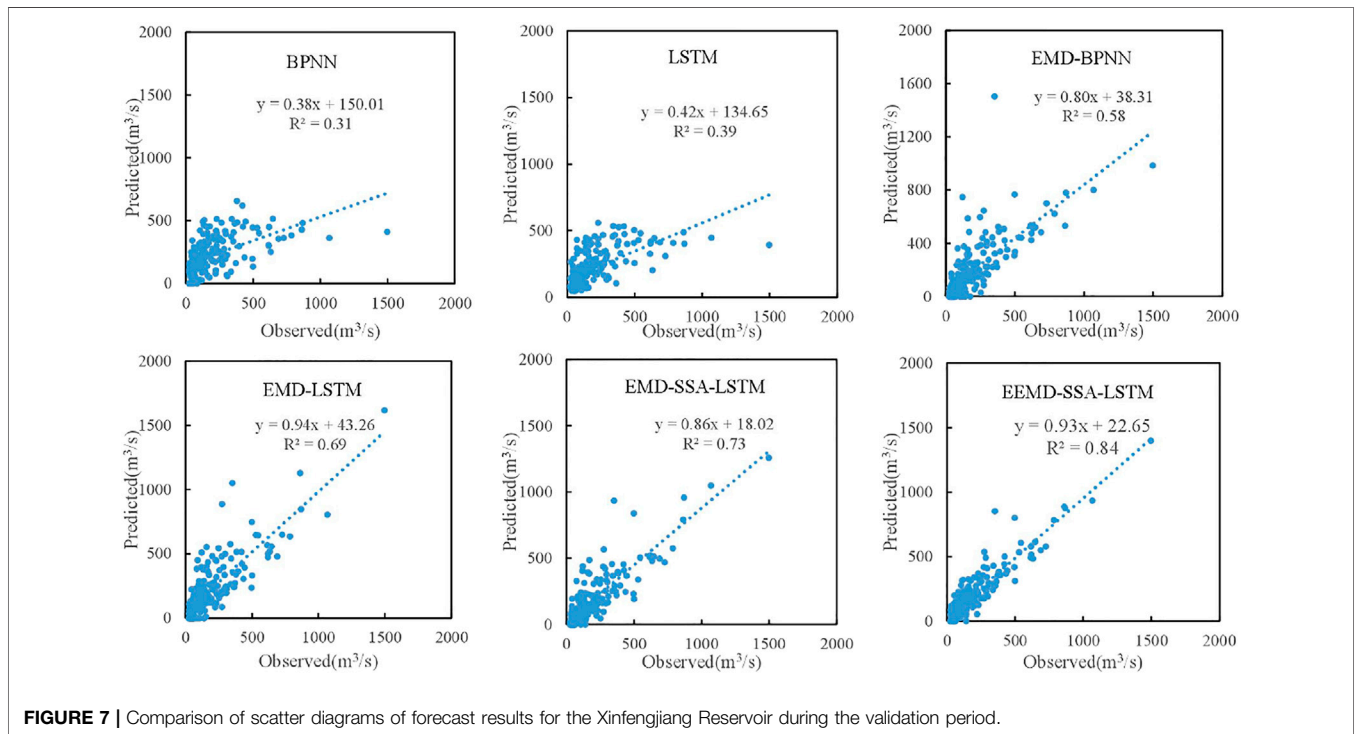 BPNN
y = 0.38x + 150.01
R² = 0.31
2000
1500
1000
500
0
Predicted(m³/s)
0 500 1000 1500 2000
Observed(m³/s)
LSTM
y = 0.42x + 134.65
R² = 0.39
2000
1500
1000
500
0
Predicted(m³/s)
0 500 1000 1500 2000
Observed(m³/s)
EMD-BPNN
y = 0.80x + 38.31
R² = 0.58
2000
1600
1200
800
400
0
Predicted(m³/s)
0 500 1000 1500 2000
Observed(m³/s)
EMD-LSTM
y = 0.94x + 43.26
R² = 0.69
2000
1500
1000
500
0
Predicted(m³/s)
0 500 1000 1500 2000
Observed(m³/s)
EMD-SSA-LSTM
y = 0.86x + 18.02
R² = 0.73
2000
1500
1000
500
0
Predicted(m³/s)
0 500 1000 1500 2000
Observed(m³/s)
EEMD-SSA-LSTM
y = 0.93x + 22.65
R² = 0.84
2000
1500
1000
500
0
Predicted(m³/s)
0 500 1000 1500 2000
Observed(m³/s)
FIGURE 7 | Comparison of scatter diagrams of forecast results for the Xinfengjiang Reservoir during the validation period.